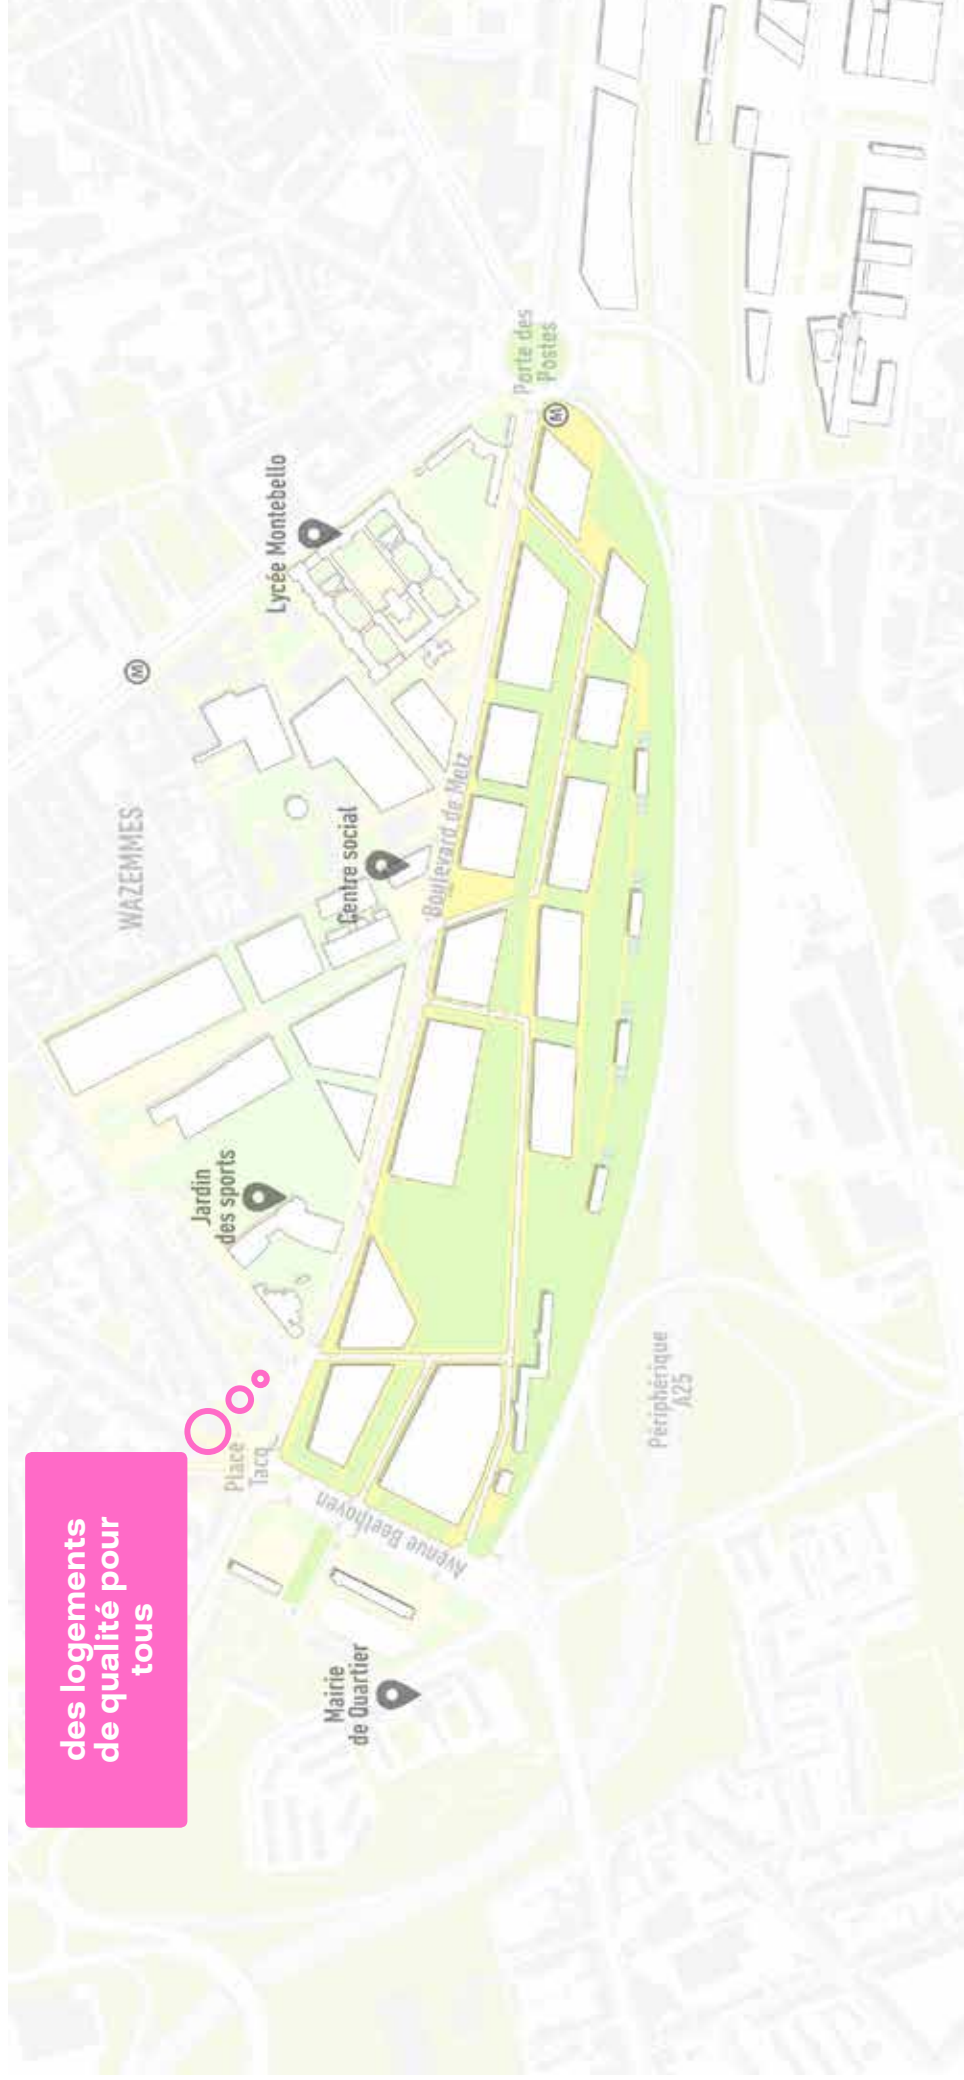 des logements
de qualité pour
tous
Place
Tacq
Mairie
de Quartier
Avenue Beethoven
Jardin
des sports
WAZEMMES
Centre social
Boulevard de Metz
Lycée Montebello
M
Porte des
Postes
M
Périphérique
A25